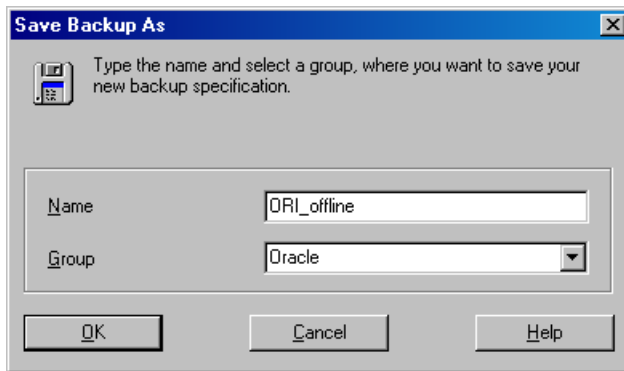 Save Backup As
Type the name and select a group, where you want to save your
new backup specification.
Name
ORI_offline
Group
Oracle
OK
Cancel
Help